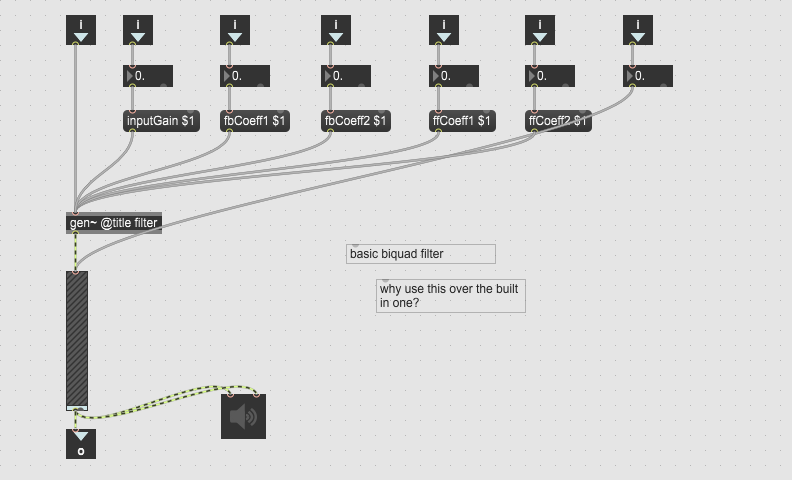 i i i i i i i
0. 0. 0. 0. 0. 0.
inputGain $1 fbCoeff1 $1 fbCoeff2 $1 ffCoeff1 $1 ffCoeff2 $1
gen~ @title filter
basic biquad filter
why use this over the built
in one?
o